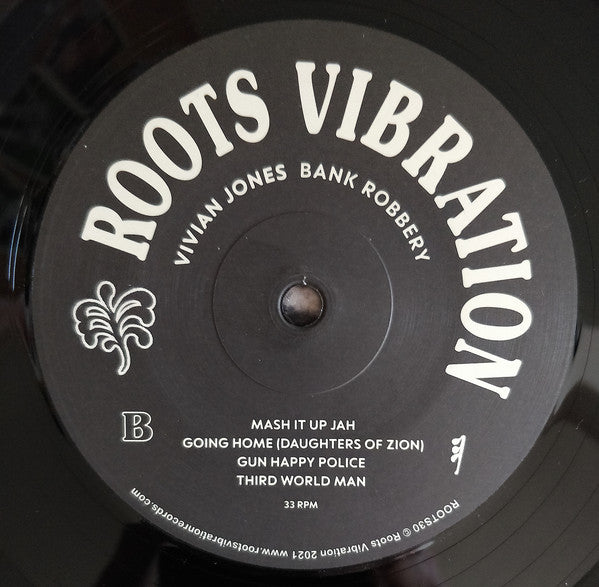 ROOTS VIBRATION
VIVIAN JONES BANK ROBBERY
B
MASH IT UP JAH
GOING HOME (DAUGHTERS OF ZION)
GUN HAPPY POLICE
THIRD WORLD MAN
33 RPM
ROOTS30 © Roots Vibration 2021 www.rootsvibrationrecords.com